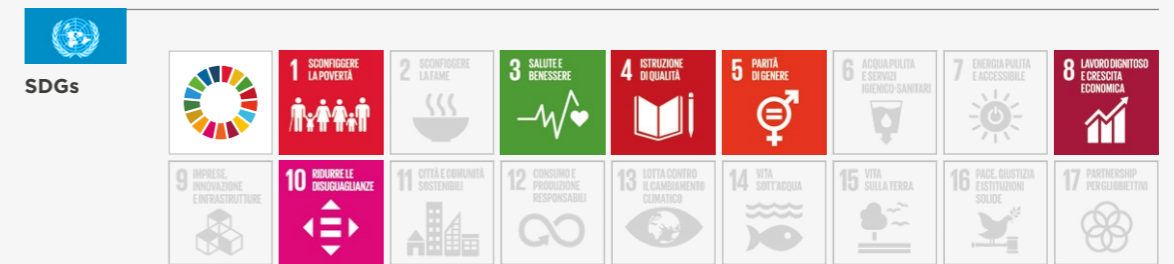 SDGs
1 SCONFIGGERE
LA POVERTÀ
2 SCONFIGGERE
LA FAME
3 SALUTE E
BENESSERE
4 ISTRUZIONE
DI QUALITÀ
5 PARITÀ
DI GENERE
6 ACQUA PULITA
E SERVIZI
IGIENICO-SANITARI
7 ENERGIA PULITA
E ACCESSIBILE
8 LAVORO DIGNITOSO
E CRESCITA
ECONOMICA
9 IMPRESE,
INNOVAZIONE
E INFRASTRUTTURE
10 RIDURRE LE
DISUGUAGLIANZE
11 CITTÀ E COMUNITÀ
SOSTENIBILI
12 CONSUMO E
PRODUZIONE
RESPONSABILI
13 LOTTA CONTRO
IL CAMBIAMENTO
CLIMATICO
14 VITA
SOTT'ACQUA
15 VITA
SULLA TERRA
16 PACE, GIUSTIZIA
E ISTITUZIONI
SOLIDE
17 PARTNERSHIP
PER GLI OBIETTIVI